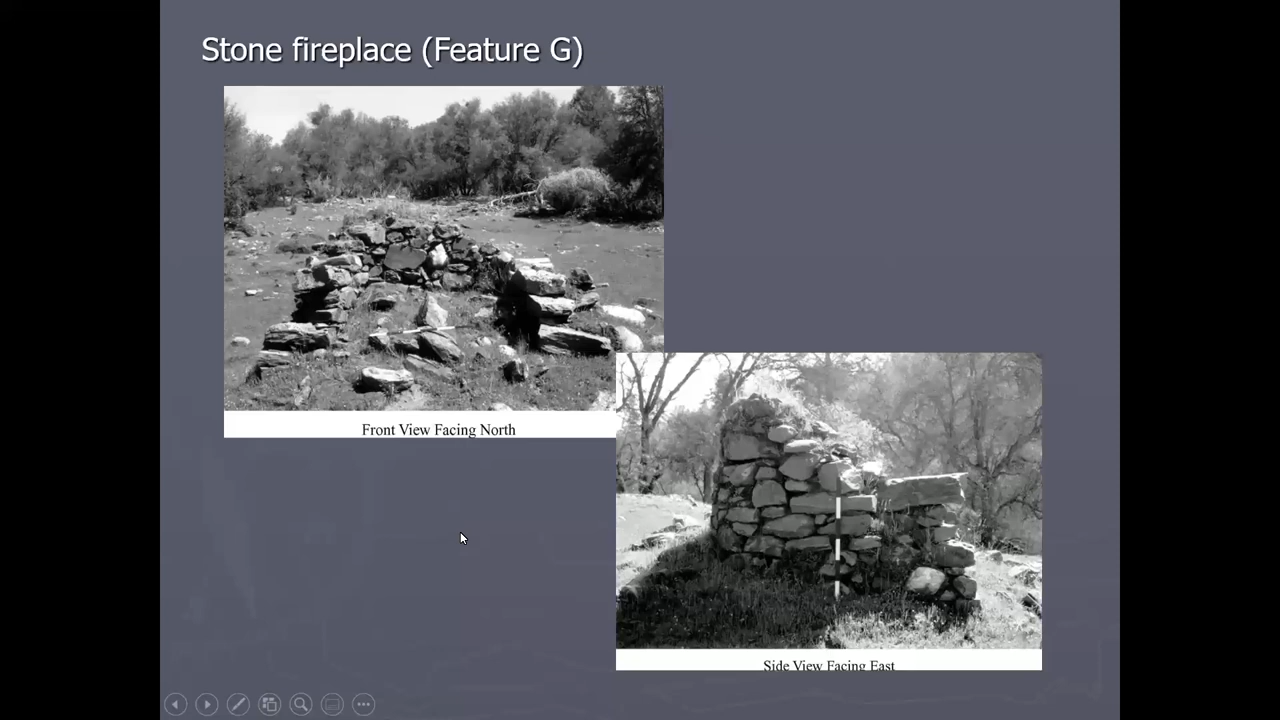 Stone fireplace (Feature G)
Front View Facing North
Side View Facing East